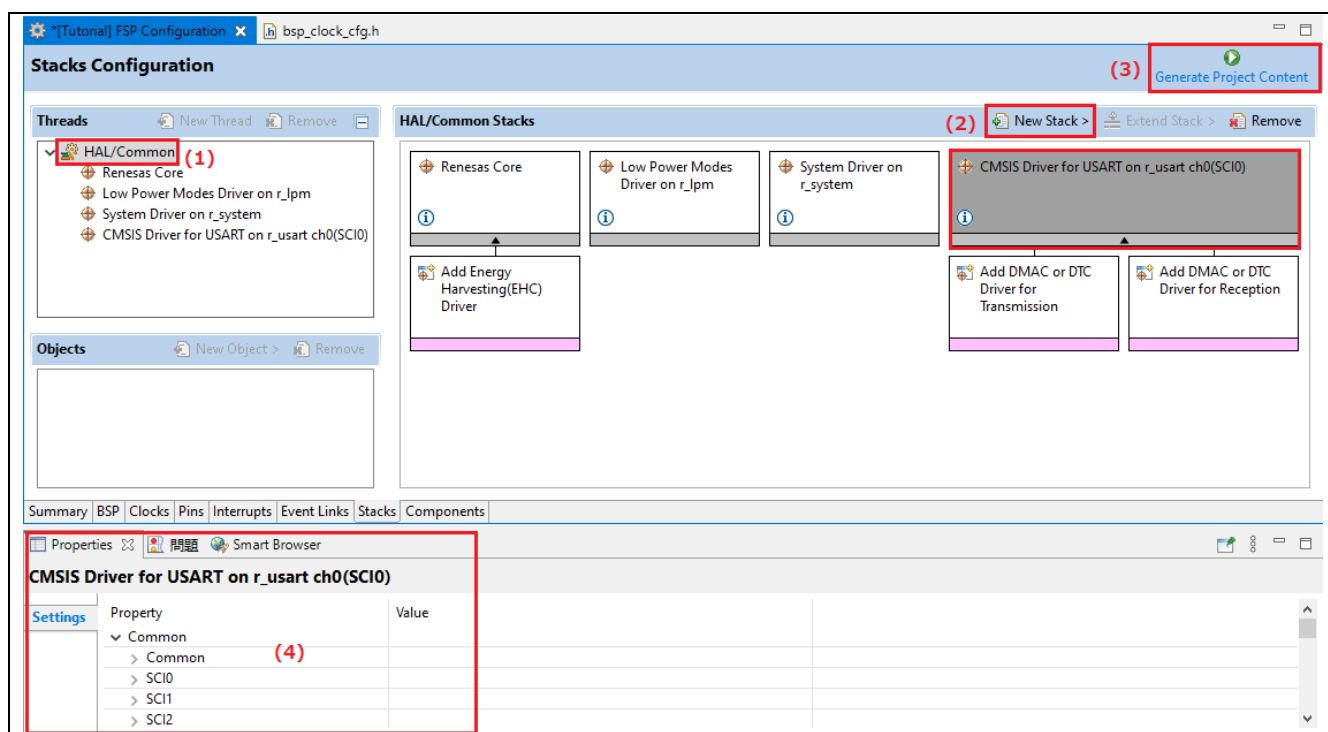 *[Tutorial] FSP Configuration
bsp_clock_cfg.h
Stacks Configuration
(3)
Generate Project Content
Threads
New Thread
Remove
HAL/Common Stacks
(2)
New Stack >
Extend Stack >
Remove
HAL/Common
(1)
Renesas Core
Low Power Modes Driver on r_lpm
System Driver on r_system
CMSIS Driver for USART on r_usart ch0(SCI0)
Renesas Core
Low Power Modes
Driver on r_lpm
System Driver on
r_system
CMSIS Driver for USART on r_usart ch0(SCI0)
Add Energy
Harvesting(EHC)
Driver
Add DMAC or DTC
Driver for
Transmission
Add DMAC or DTC
Driver for Reception
Objects
New Object >
Remove
Summary BSP Clocks Pins Interrupts Event Links Stacks Components
Properties
問題
Smart Browser
CMSIS Driver for USART on r_usart ch0(SCI0)
Settings
Property
Value
Common
Common
(4)
SCI0
SCI1
SCI2